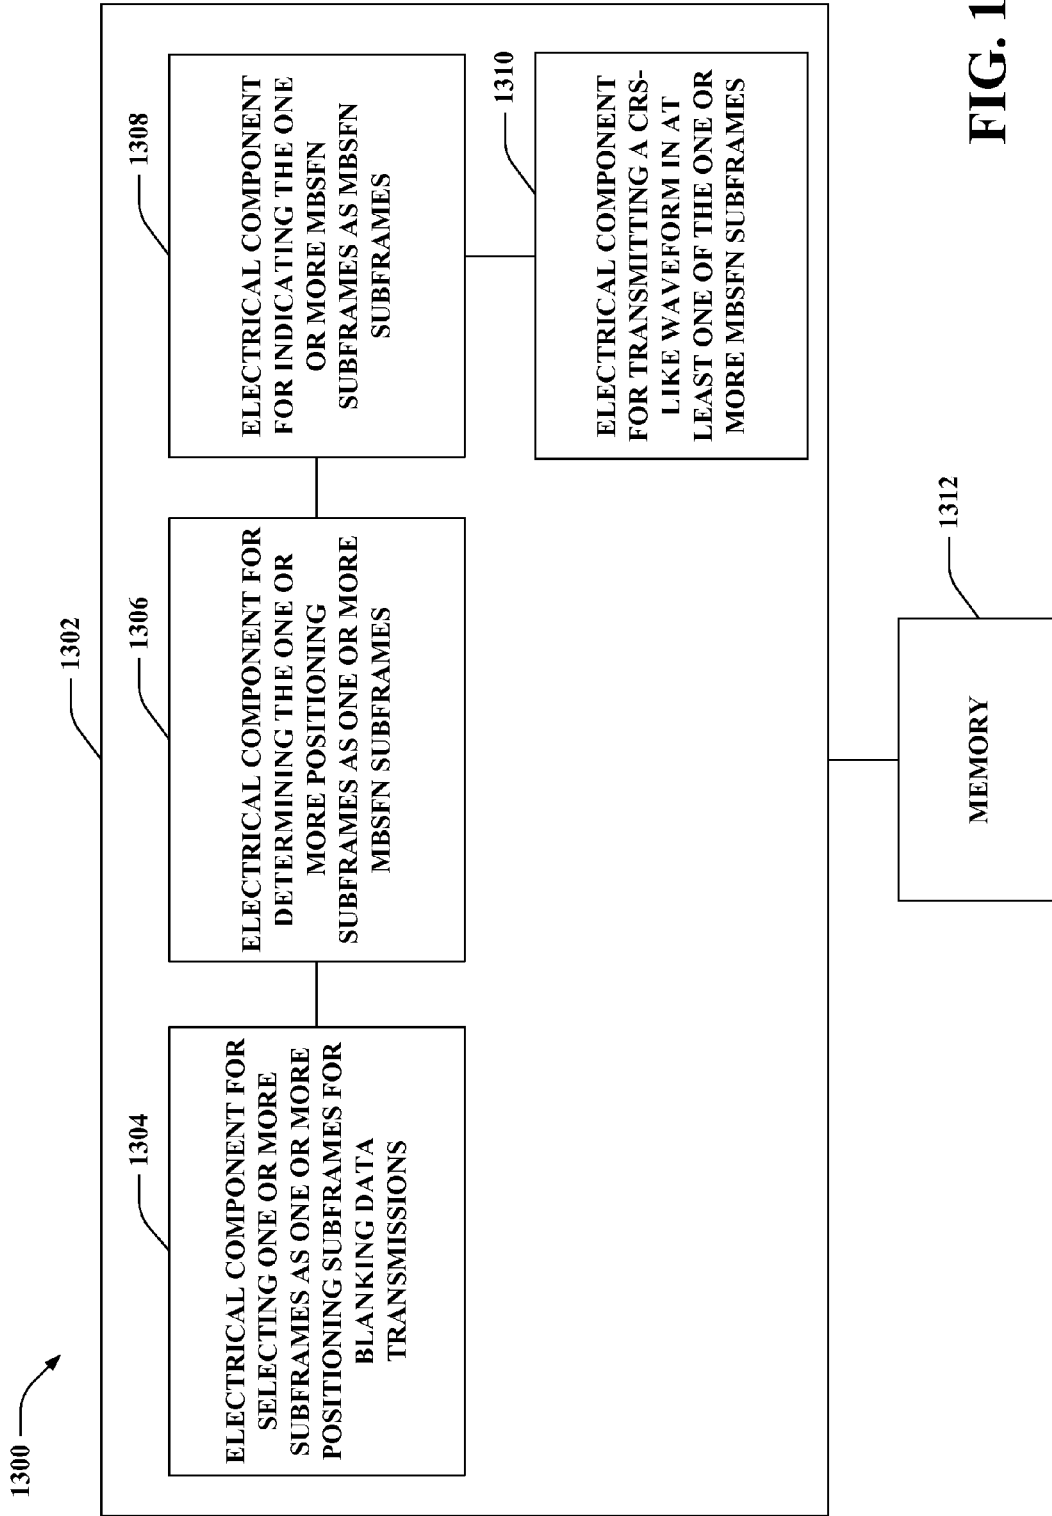 1300
1302
1304
ELECTRICAL COMPONENT FOR
SELECTING ONE OR MORE
SUBFRAMES AS ONE OR MORE
POSITIONING SUBFRAMES FOR
BLANKING DATA
TRANSMISSIONS
1306
ELECTRICAL COMPONENT FOR
DETERMINING THE ONE OR
MORE POSITIONING
SUBFRAMES AS ONE OR MORE
MBSFN SUBFRAMES
1308
ELECTRICAL COMPONENT
FOR INDICATING THE ONE
OR MORE MBSFN
SUBFRAMES AS MBSFN
SUBFRAMES
1310
ELECTRICAL COMPONENT
FOR TRANSMITTING A CRS-
LIKE WAVEFORM IN AT
LEAST ONE OF THE ONE OR
MORE MBSFN SUBFRAMES
1312
MEMORY
FIG. 1